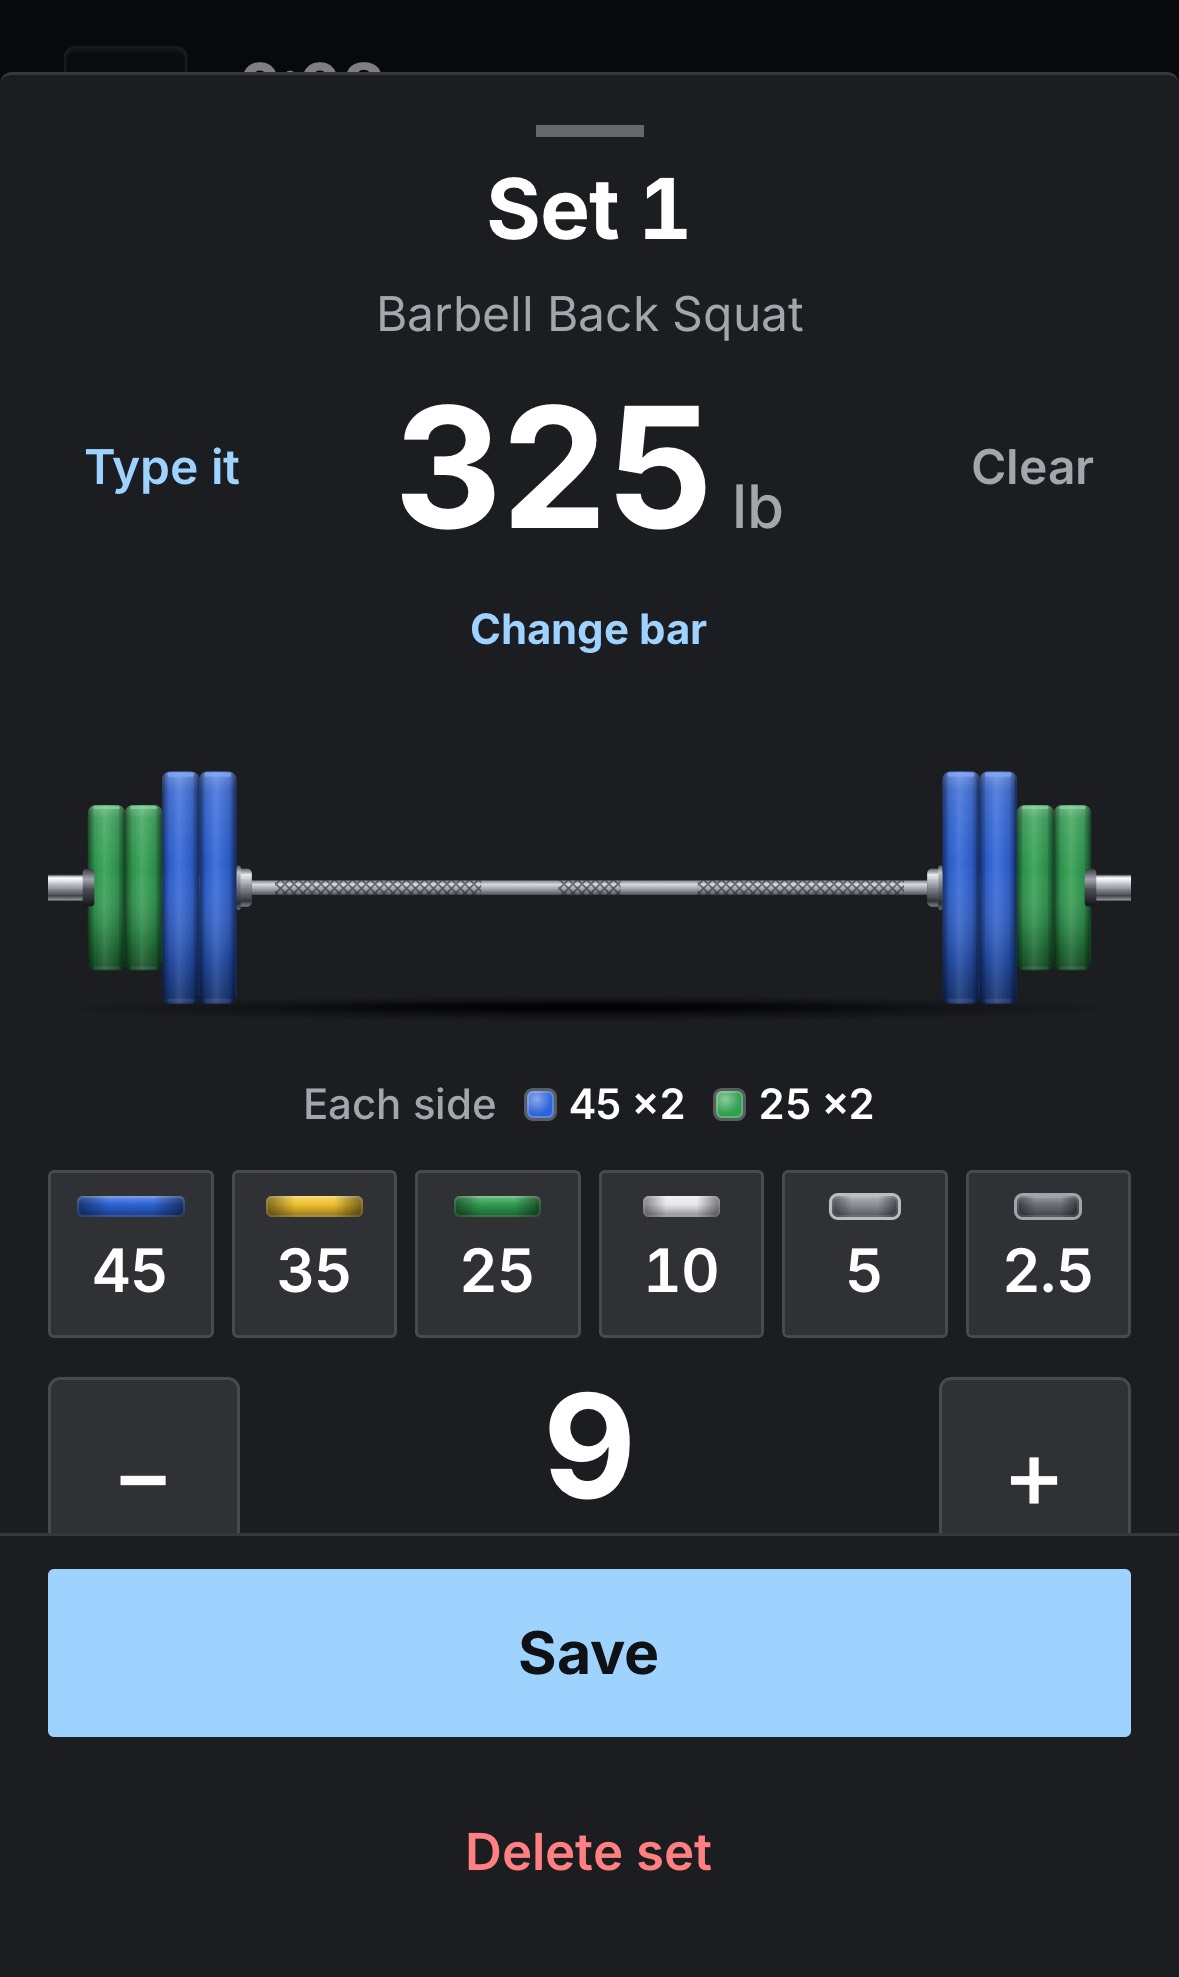 Set 1
Barbell Back Squat
Type it 325 lb Clear
Change bar
Each side 45 ×2 25 ×2
45 35 25 10 5 2.5
− 9 +
Save
Delete set